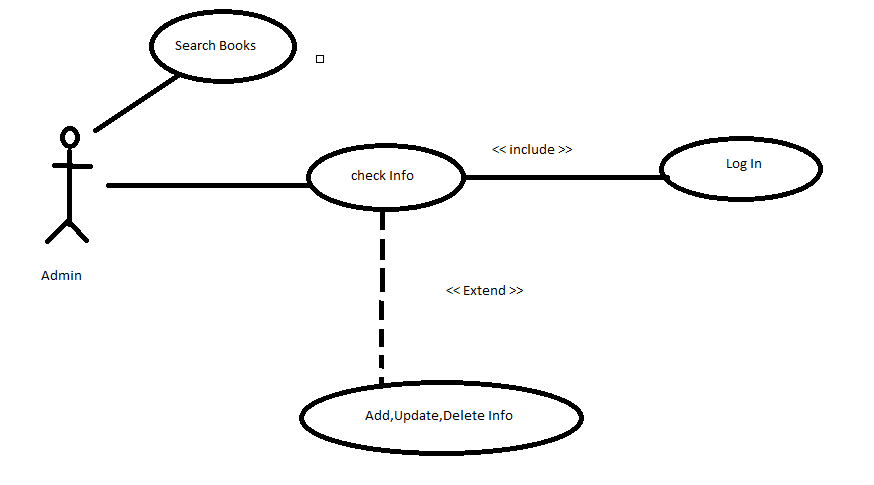 Search Books
<< include >>
Log In
check Info
Admin
<< Extend >>
Add,Update,Delete Info